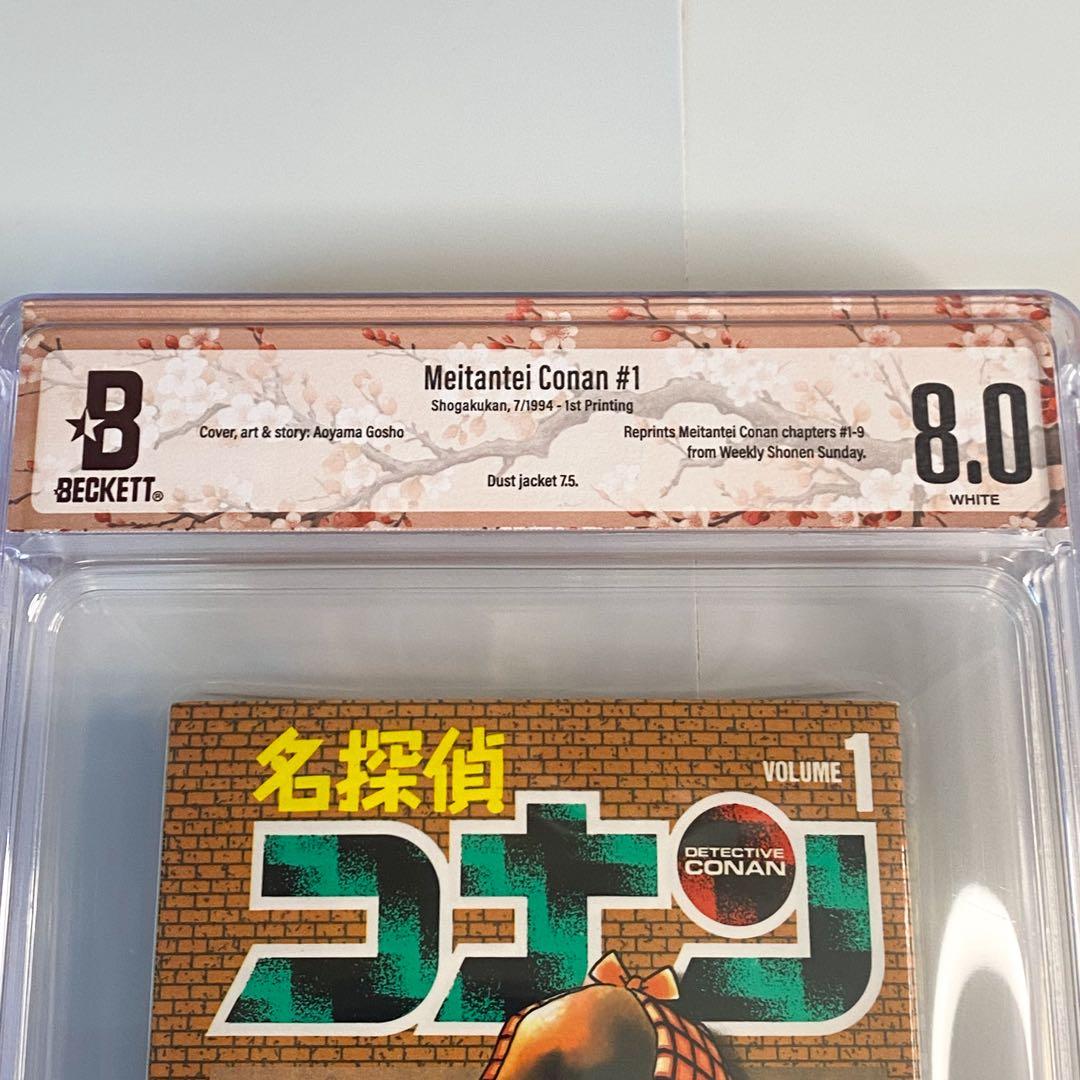 BECKETT®
Meitantei Conan #1
Shogakukan, 7/1994 - 1st Printing
Cover, art & story: Aoyama Gosho
Reprints Meitantei Conan chapters #1-9
from Weekly Shonen Sunday.
Dust jacket 7.5.
8.0
WHITE
名探偵
VOLUME 1
コナン
DETECTIVE
CONAN